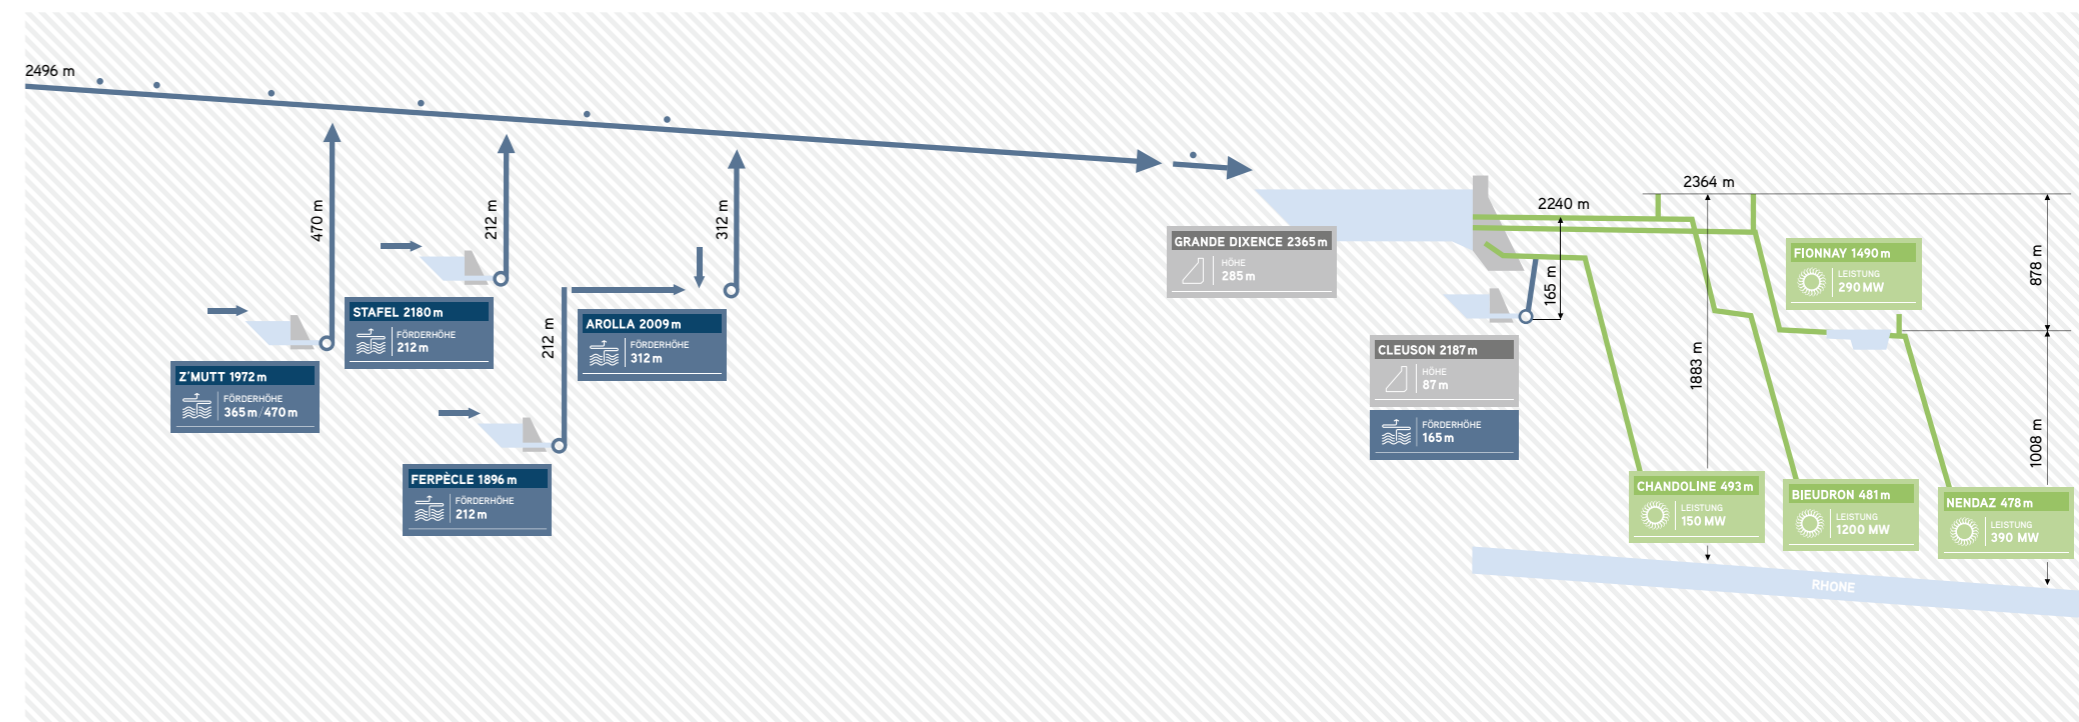 2496 m
470 m
212 m
312 m
212 m
Z'MUTT 1972 m
FÖRDERHÖHE
365 m / 470 m
STAFEL 2180 m
FÖRDERHÖHE
212 m
FERPÈCLE 1896 m
FÖRDERHÖHE
212 m
AROLLA 2009 m
FÖRDERHÖHE
312 m
GRANDE DIXENCE 2365 m
HÖHE
285 m
2240 m
165 m
CLEUSON 2187 m
HÖHE
87 m
FÖRDERHÖHE
165 m
2364 m
1883 m
878 m
1008 m
FIONNAY 1490 m
LEISTUNG
290 MW
CHANDOLINE 493 m
LEISTUNG
150 MW
BIEUDRON 481 m
LEISTUNG
1200 MW
NENDAZ 478 m
LEISTUNG
390 MW
RHONE